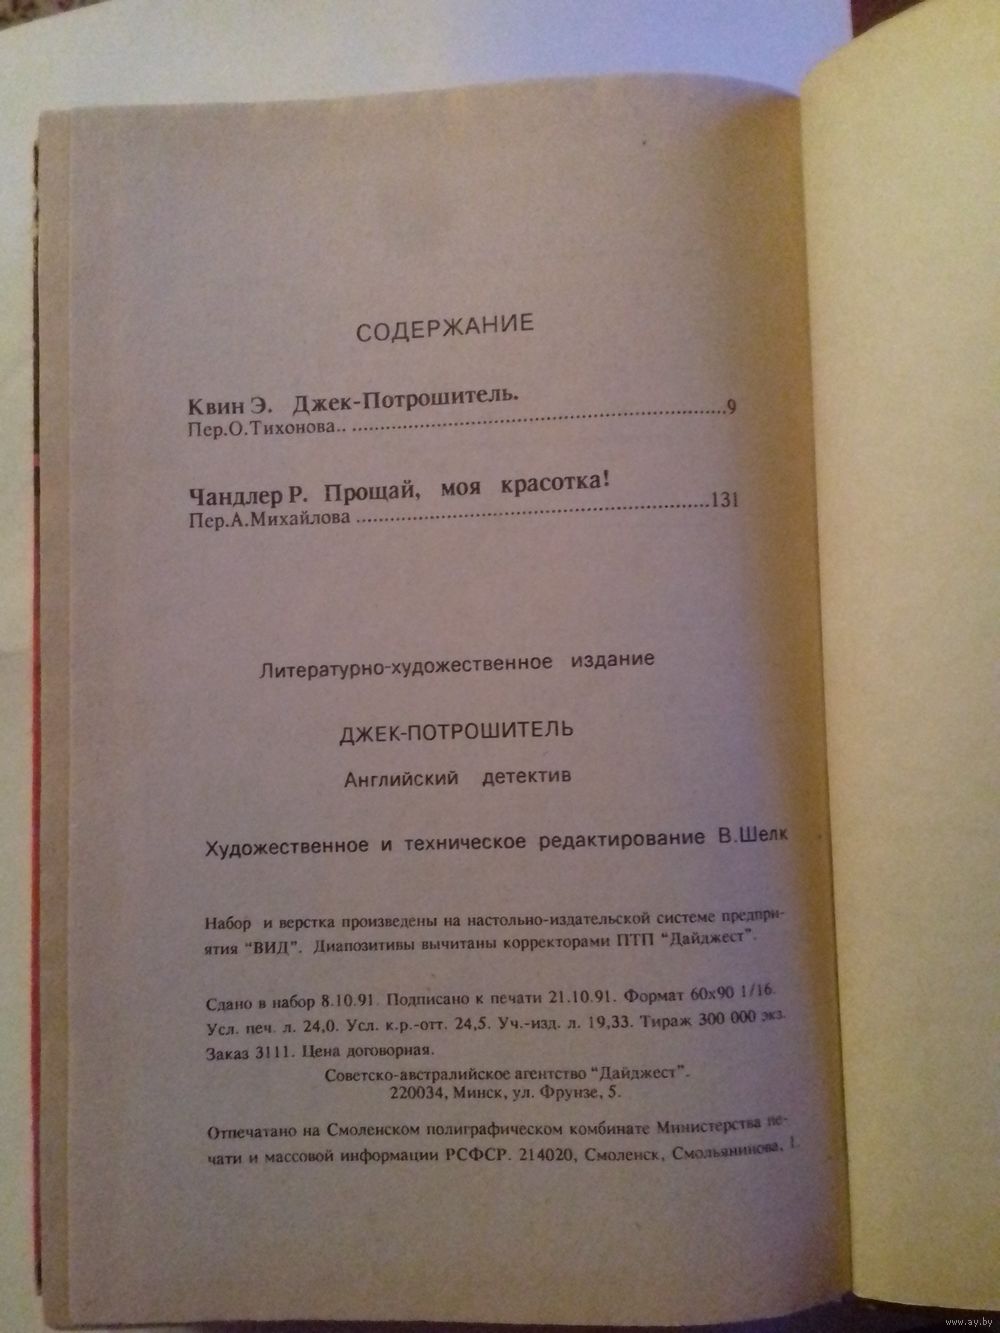 СОДЕРЖАНИЕ
Квин Э. Джек-Потрошитель.
Пер.О.Тихонова.. ........................................................9
Чандлер Р. Прощай, моя красотка!
Пер.А.Михайлова ......................................................131
Литературно-художественное издание
ДЖЕК-ПОТРОШИТЕЛЬ
Английский детектив
Художественное и техническое редактирование В.Шелк
Набор и верстка произведены на настольно-издательской системе предпри-
ятия "ВИД". Диапозитивы вычитаны корректорами ПТП "Дайджест".
Сдано в набор 8.10.91. Подписано к печати 21.10.91. Формат 60x90 1/16.
Усл. печ. л. 24,0. Усл. к.р.-отт. 24,5. Уч.-изд. л. 19,33. Тираж 300 000 экз.
Заказ 3111. Цена договорная.
Советско-австралийское агентство "Дайджест".
220034, Минск, ул. Фрунзе, 5.
Отпечатано на Смоленском полиграфическом комбинате Министерства пе-
чати и массовой информации РСФСР. 214020, Смоленск, Смольянинова, 1.
www.ay.by